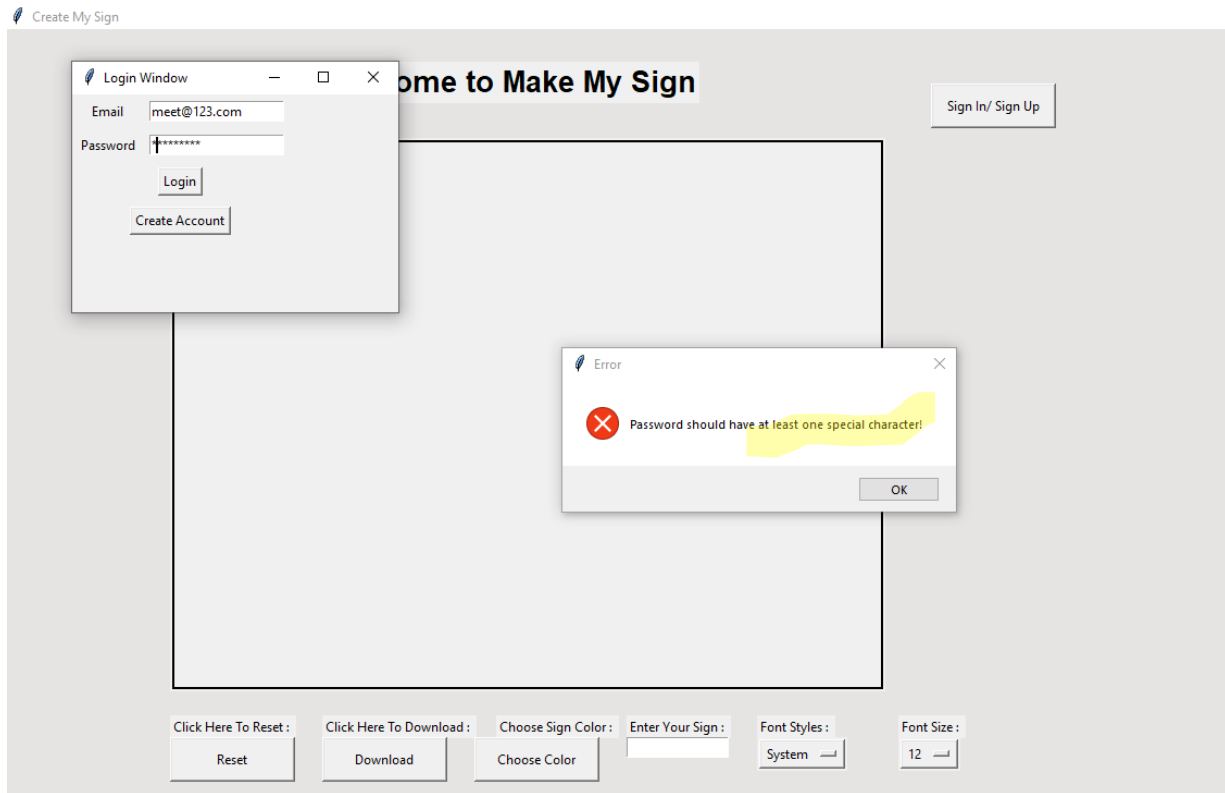 Create My Sign
Login Window
ome to Make My Sign
Sign In/ Sign Up
Email meet@123.com
Password *********
Login
Create Account
Error
Password should have at least one special character!
OK
Click Here To Reset : Click Here To Download : Choose Sign Color : Enter Your Sign : Font Styles : Font Size :
Reset Download Choose Color System 12